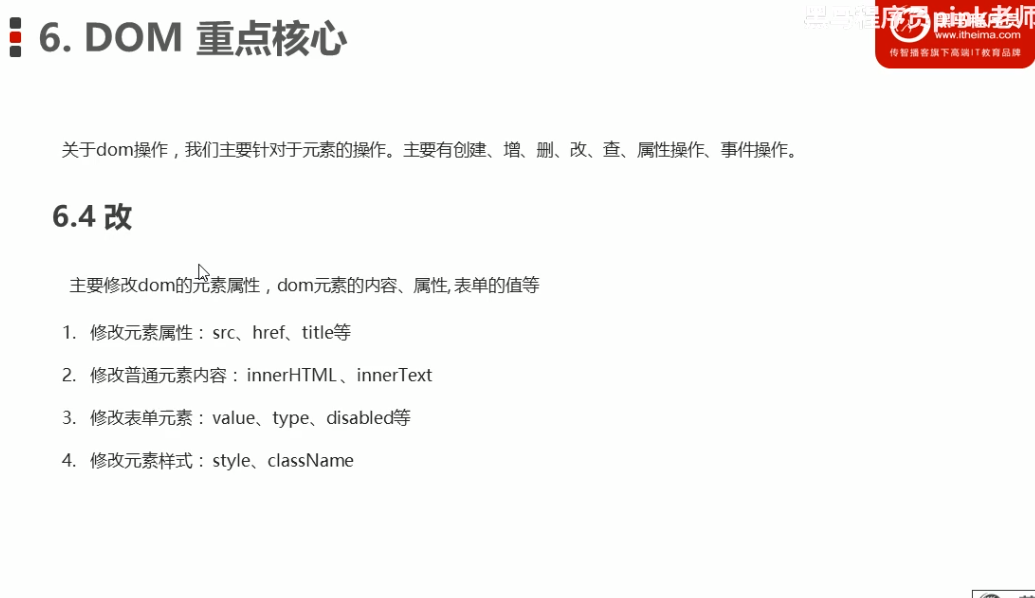 6. DOM 重点核心
黑马程序员pink老师
www.itheima.com
传智播客旗下高端IT教育品牌
关于dom操作，我们主要针对于元素的操作。主要有创建、增、删、改、查、属性操作、事件操作。
6.4 改
主要修改dom的元素属性，dom元素的内容、属性, 表单的值等
1. 修改元素属性： src、href、title等
2. 修改普通元素内容： innerHTML 、innerText
3. 修改表单元素： value、type、disabled等
4. 修改元素样式： style、className